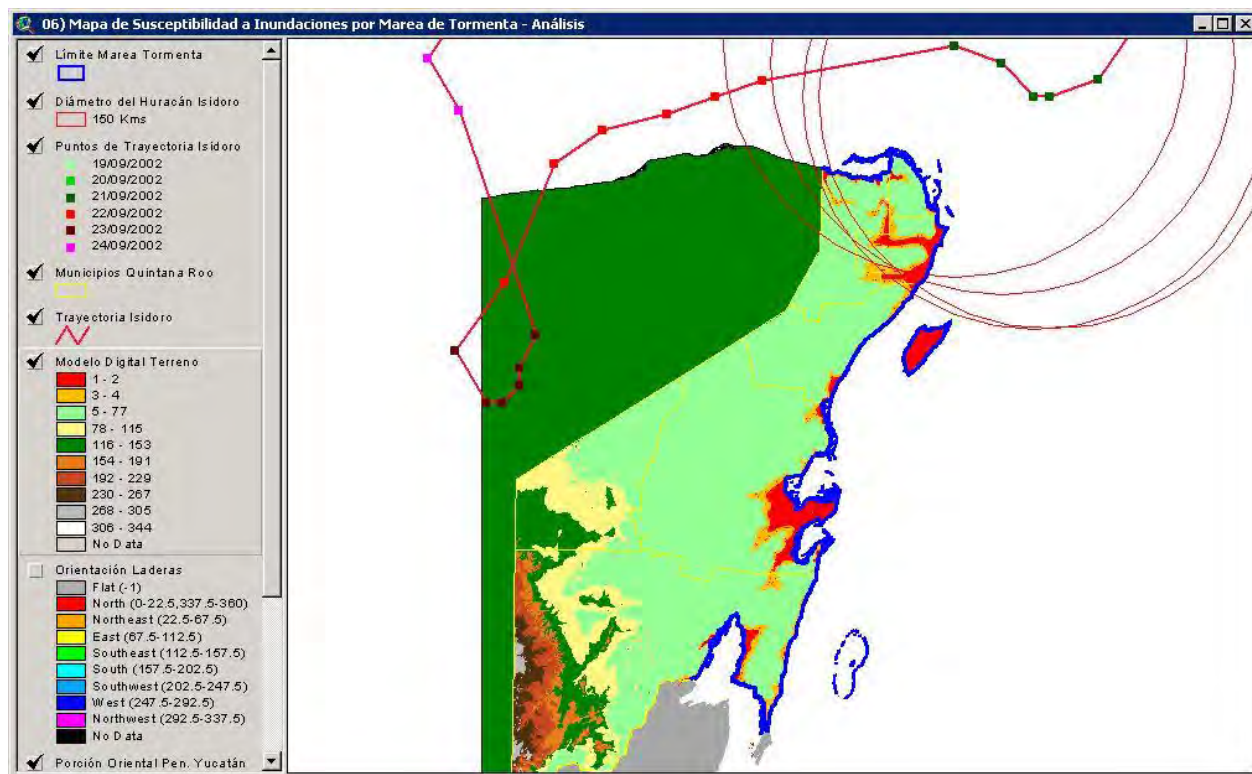 06) Mapa de Susceptibilidad a Inundaciones por Marea de Tormenta - Análisis
Límite Marea Tormenta
Diámetro del Huracán Isidoro
150 Kms
Puntos de Trayectoria Isidoro
19/09/2002
20/09/2002
21/09/2002
22/09/2002
23/09/2002
24/09/2002
Municipios Quintana Roo
Trayectoria Isidoro
Modelo Digital Terreno
1 - 2
3 - 4
5 - 77
78 - 115
116 - 153
154 - 191
192 - 229
230 - 267
268 - 305
306 - 344
No Data
Orientación Laderas
Flat (-1)
North (0-22.5,337.5-360)
Northeast (22.5-67.5)
East (67.5-112.5)
Southeast (112.5-157.5)
South (157.5-202.5)
Southwest (202.5-247.5)
West (247.5-292.5)
Northwest (292.5-337.5)
No Data
Porción Oriental Pen. Yucatán